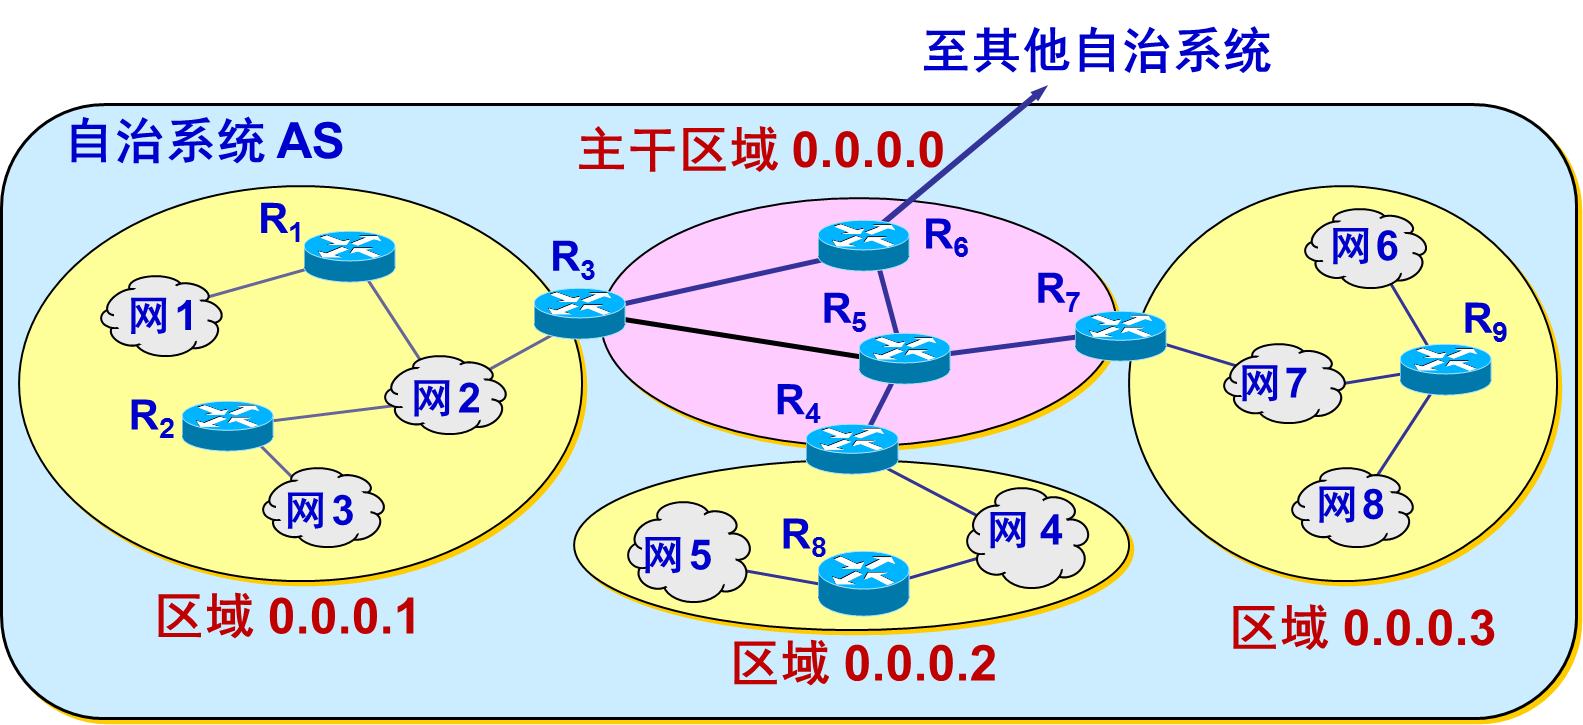 至其他自治系统
自治系统 AS
主干区域 0.0.0.0
R1
R3
R6
网6
网1
R5
R7
R9
网2
网7
R2
R4
网3
网8
网5
R8
网4
区域 0.0.0.1
区域 0.0.0.2
区域 0.0.0.3